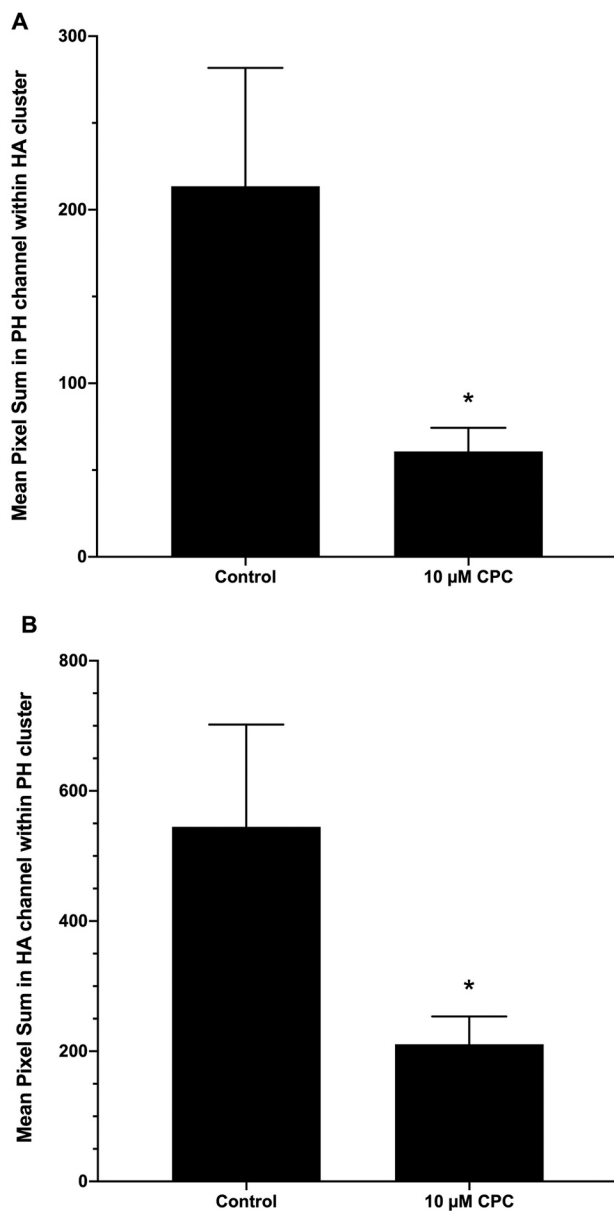 A
Mean Pixel Sum in PH channel within HA cluster
300
200
100
0
*
Control
10 µM CPC
B
Mean Pixel Sum in HA channel within PH cluster
800
600
400
200
0
*
Control
10 µM CPC